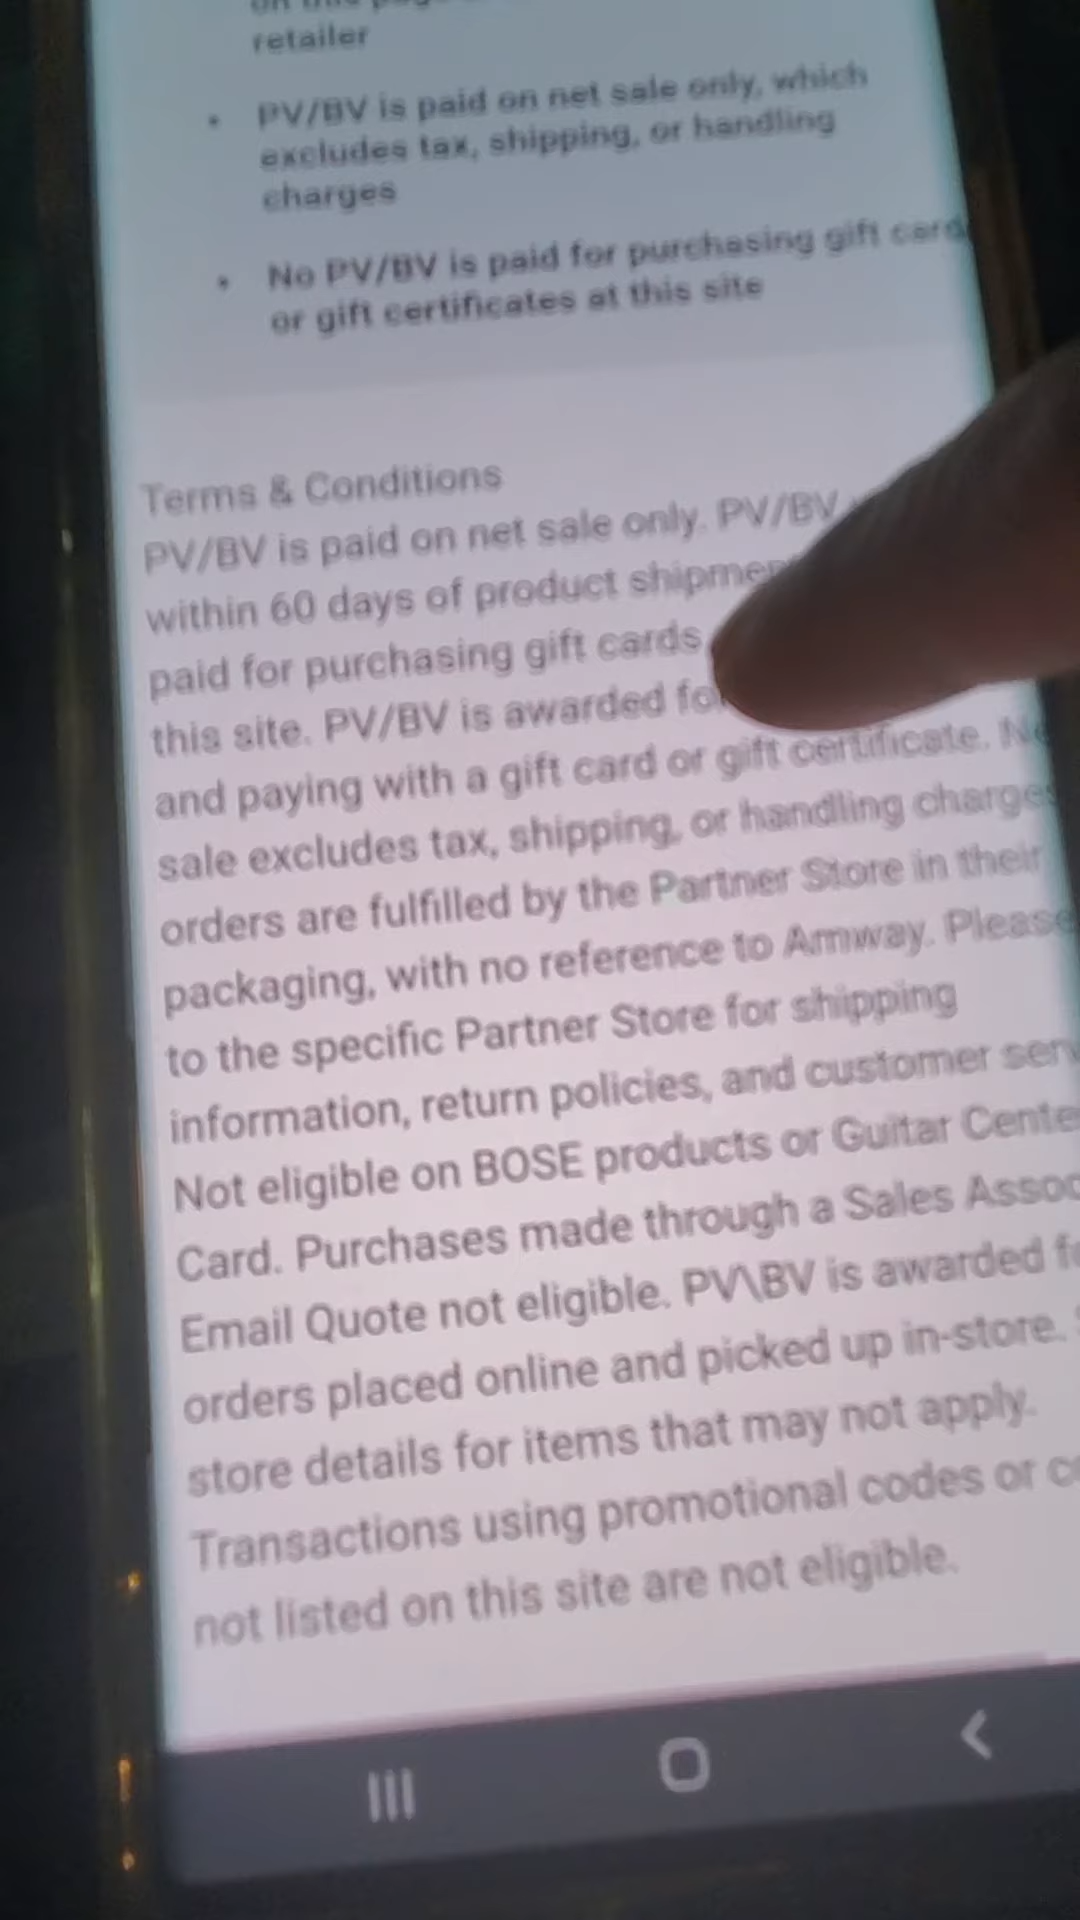 retailer
• PV/BV is paid on net sale only, which
excludes tax, shipping, or handling
charges
• No PV/BV is paid for purchasing gift card
or gift certificates at this site
Terms & Conditions
PV/BV is paid on net sale only. PV/BV
within 60 days of product
paid for purchasing gift cards
this site. PV/BV is awarded
and paying with a gift card or gift certificate.
sale excludes tax, shipping, or handling
orders are fulfilled by the Partner Store in their
packaging, with no reference to Amway. Please
to the specific Partner Store for shipping
information, return policies, and customer
Not eligible on BOSE products or Guitar
Card. Purchases made through a Sales
Email Quote not eligible. PV\BV is awarded
orders placed online and picked up in-store.
store details for items that may not apply.
Transactions using promotional codes or
not listed on this site are not eligible.